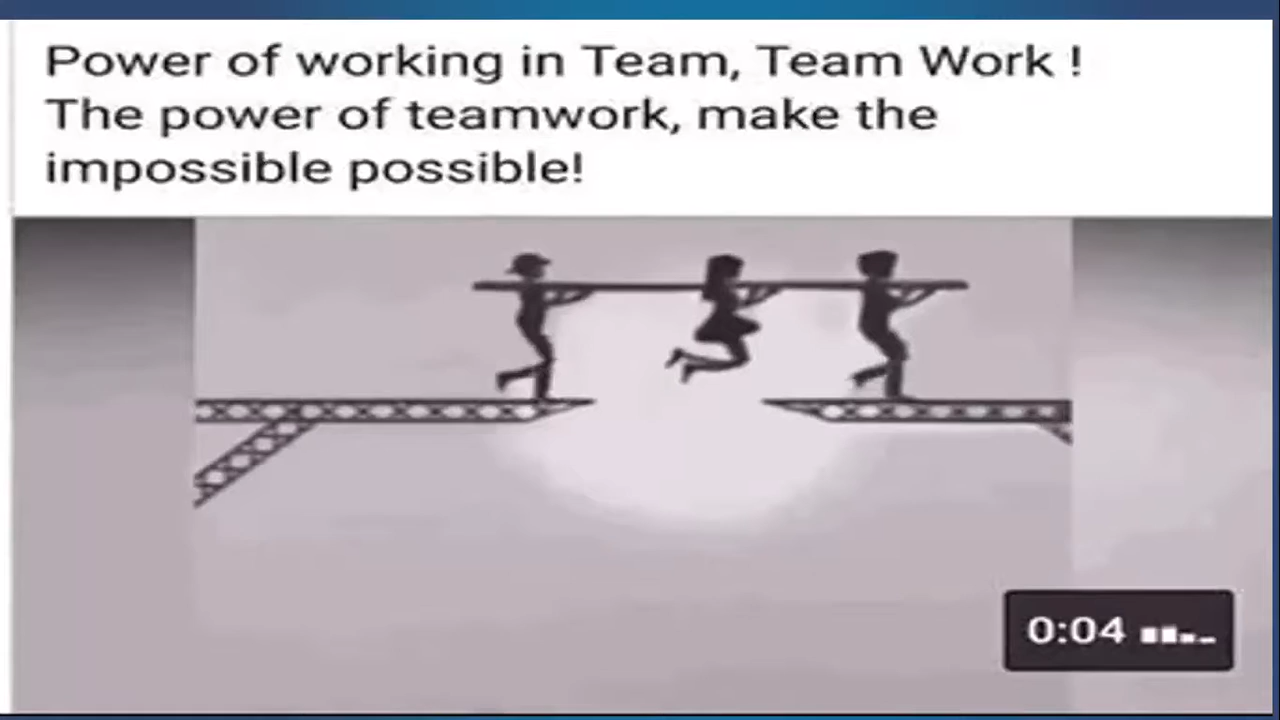 Power of working in Team, Team Work !
The power of teamwork, make the
impossible possible!
0:04